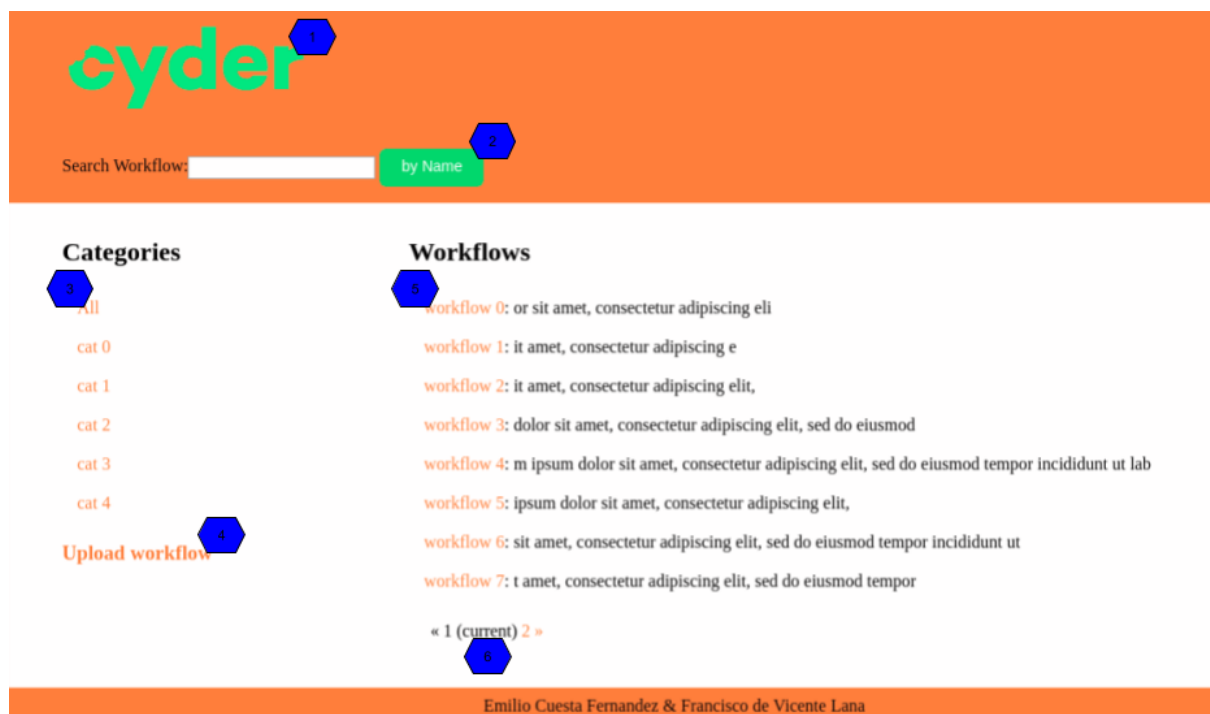 cyder
1
2
Search Workflow: by Name
Categories
3
All
cat 0
cat 1
cat 2
cat 3
cat 4
4
Upload workflow
Workflows
5
workflow 0: or sit amet, consectetur adipiscing eli
workflow 1: it amet, consectetur adipiscing e
workflow 2: it amet, consectetur adipiscing elit,
workflow 3: dolor sit amet, consectetur adipiscing elit, sed do eiusmod
workflow 4: m ipsum dolor sit amet, consectetur adipiscing elit, sed do eiusmod tempor incididunt ut lab
workflow 5: ipsum dolor sit amet, consectetur adipiscing elit,
workflow 6: sit amet, consectetur adipiscing elit, sed do eiusmod tempor incididunt ut
workflow 7: t amet, consectetur adipiscing elit, sed do eiusmod tempor
« 1 (current) 2 »
6
Emilio Cuesta Fernandez & Francisco de Vicente Lana